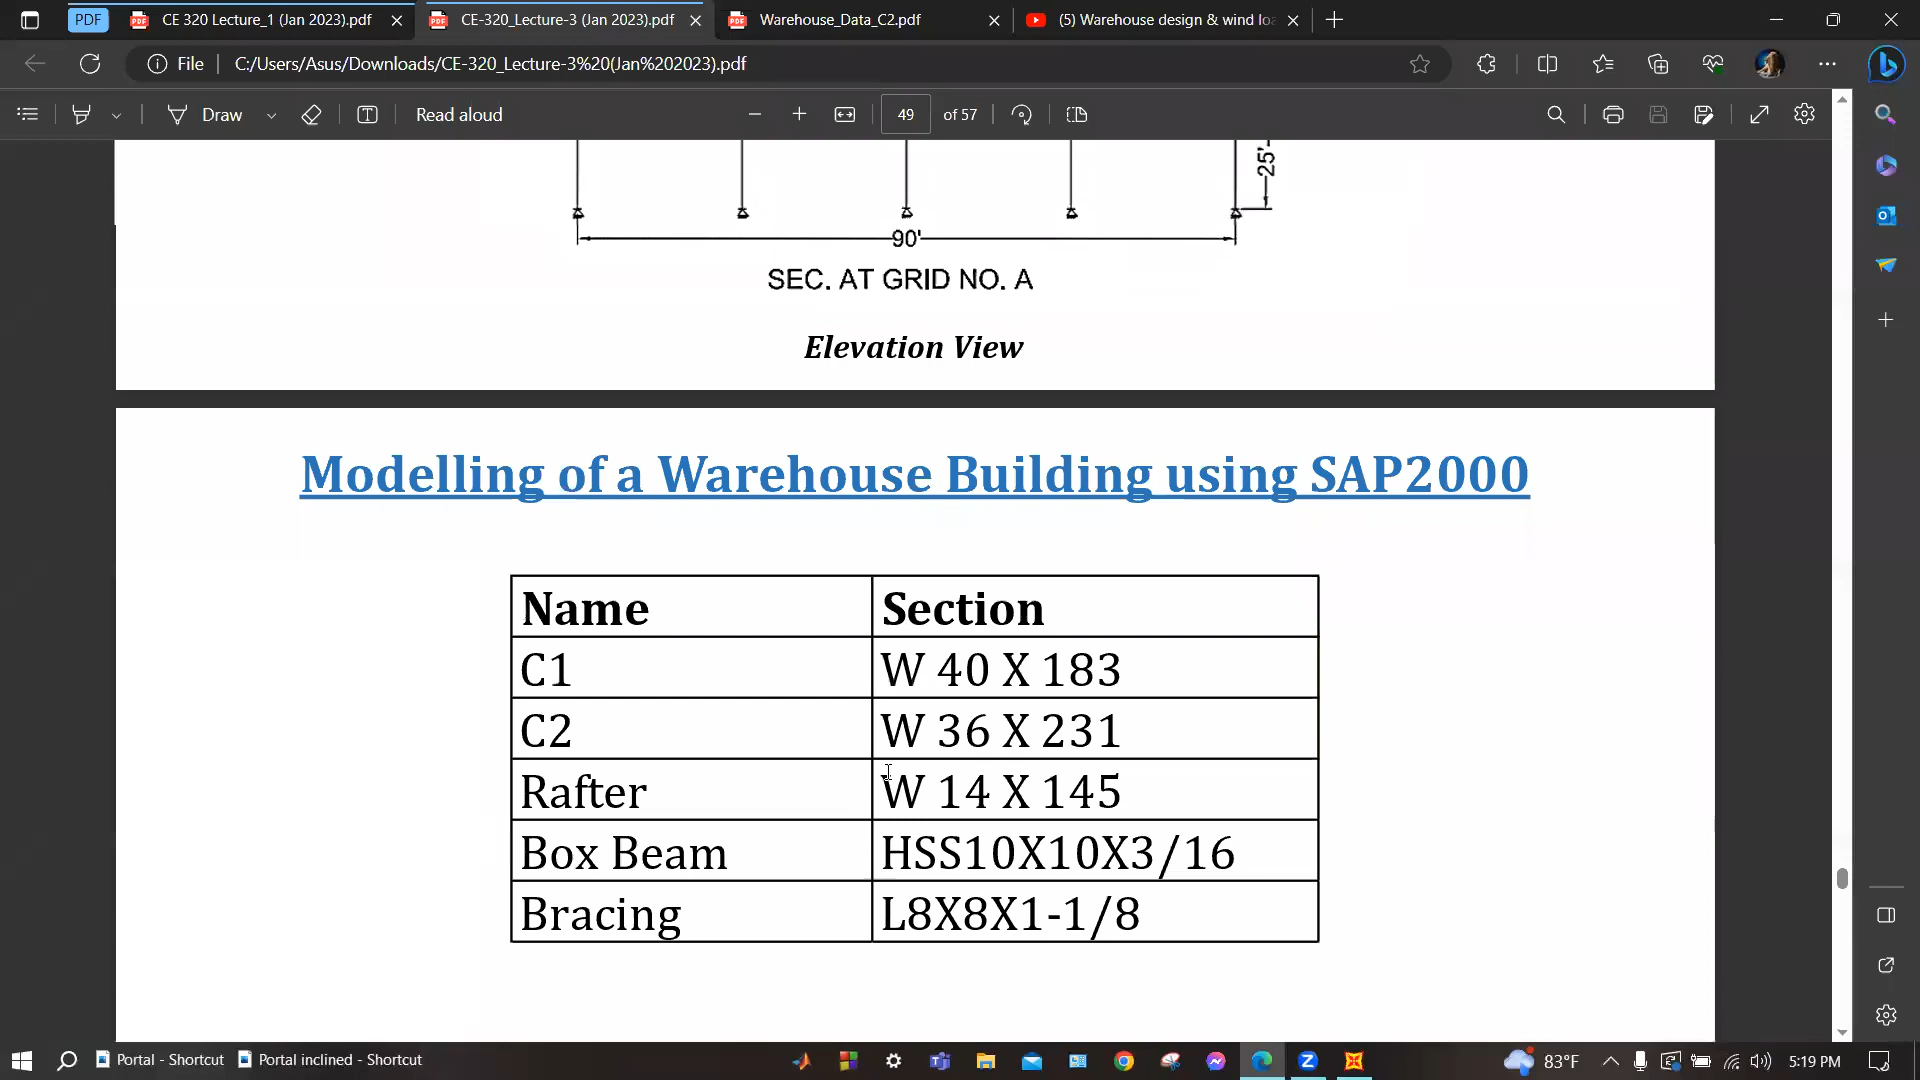 PDF
CE 320 Lecture_1 (Jan 2023).pdf
CE-320_Lecture-3 (Jan 2023).pdf
Warehouse_Data_C2.pdf
(5) Warehouse design & wind loa
File
C:/Users/Asus/Downloads/CE-320_Lecture-3%20(Jan%202023).pdf
Draw
Read aloud
49 of 57
25'-
90'
SEC. AT GRID NO. A
Elevation View
Modelling of a Warehouse Building using SAP2000
Name Section
C1 W 40 X 183
C2 W 36 X 231
Rafter W 14 X 145
Box Beam HSS10X10X3/16
Bracing L8X8X1-1/8
Portal - Shortcut
Portal inclined - Shortcut
83°F
5:19 PM